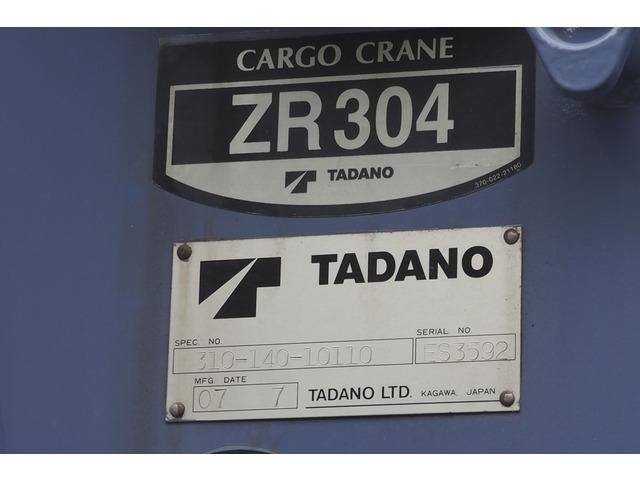 CARGO CRANE
ZR304
TADANO
370-022-21180
TADANO
SPEC. NO. SERIAL NO.
310-140-10110 ES3592
MFG. DATE
07 7 TADANO LTD. KAGAWA, JAPAN